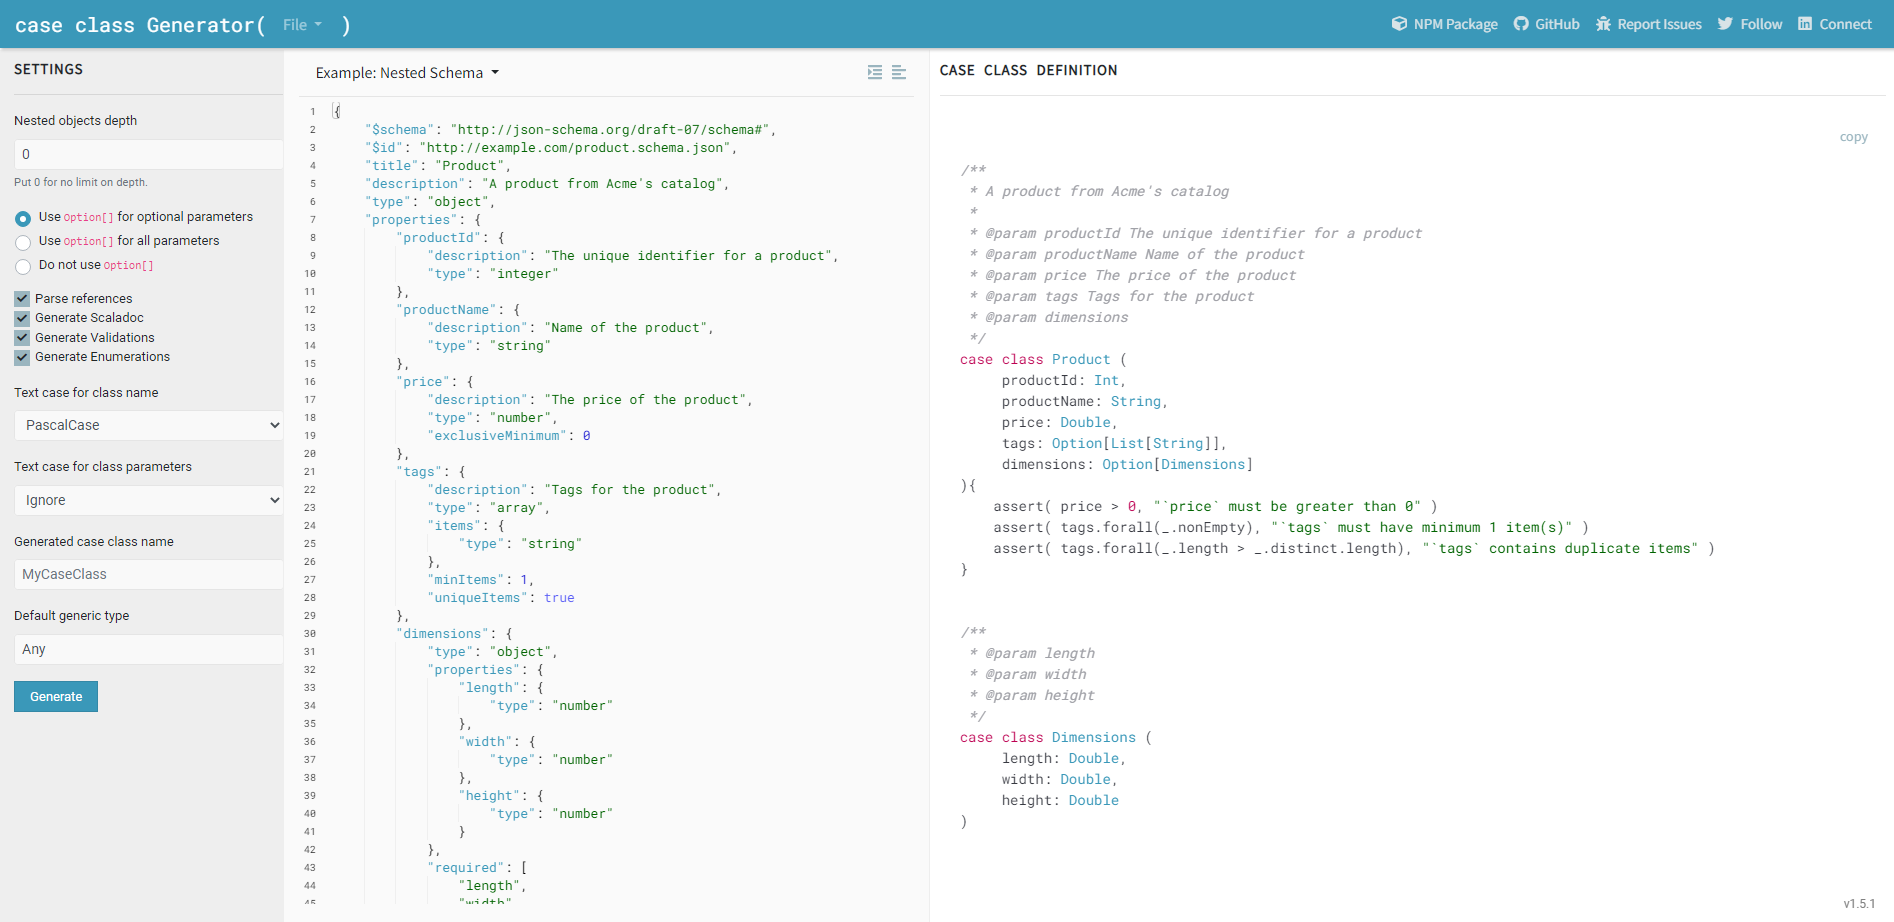 case class Generator( File )
NPM Package GitHub Report Issues Follow Connect
SETTINGS
Nested objects depth
0
Put 0 for no limit on depth.
Use Option[] for optional parameters
Use Option[] for all parameters
Do not use Option[]
Parse references
Generate Scaladoc
Generate Validations
Generate Enumerations
Text case for class name
PascalCase
Text case for class parameters
Ignore
Generated case class name
MyCaseClass
Default generic type
Any
Generate
Example: Nested Schema
1 {
2 "$schema": "http://json-schema.org/draft-07/schema#",
3 "$id": "http://example.com/product.schema.json",
4 "title": "Product",
5 "description": "A product from Acme's catalog",
6 "type": "object",
7 "properties": {
8 "productId": {
9 "description": "The unique identifier for a product",
10 "type": "integer"
11 },
12 "productName": {
13 "description": "Name of the product",
14 "type": "string"
15 },
16 "price": {
17 "description": "The price of the product",
18 "type": "number",
19 "exclusiveMinimum": 0
20 },
21 "tags": {
22 "description": "Tags for the product",
23 "type": "array",
24 "items": {
25 "type": "string"
26 },
27 "minItems": 1,
28 "uniqueItems": true
29 },
30 "dimensions": {
31 "type": "object",
32 "properties": {
33 "length": {
34 "type": "number"
35 },
36 "width": {
37 "type": "number"
38 },
39 "height": {
40 "type": "number"
41 }
42 },
43 "required": [
44 "length",
45 "width"
CASE CLASS DEFINITION
copy
/**
* A product from Acme's catalog
*
* @param productId The unique identifier for a product
* @param productName Name of the product
* @param price The price of the product
* @param tags Tags for the product
* @param dimensions
*/
case class Product (
productId: Int,
productName: String,
price: Double,
tags: Option[List[String]],
dimensions: Option[Dimensions]
){
assert( price > 0, "`price` must be greater than 0" )
assert( tags.forall(_.nonEmpty), "`tags` must have minimum 1 item(s)" )
assert( tags.forall(_.length > _.distinct.length), "`tags` contains duplicate items" )
}
/**
* @param length
* @param width
* @param height
*/
case class Dimensions (
length: Double,
width: Double,
height: Double
)
v1.5.1